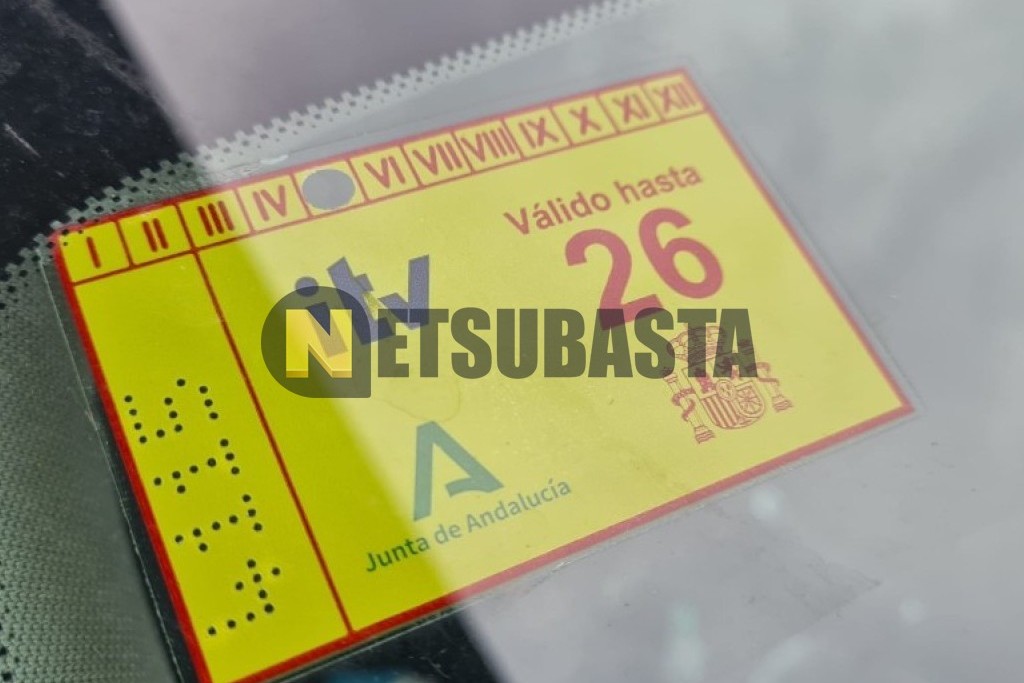 I II III IV VI VII VIII IX X XI XII
Válido hasta
26
itv
NETSUBASTA
Junta de Andalucía